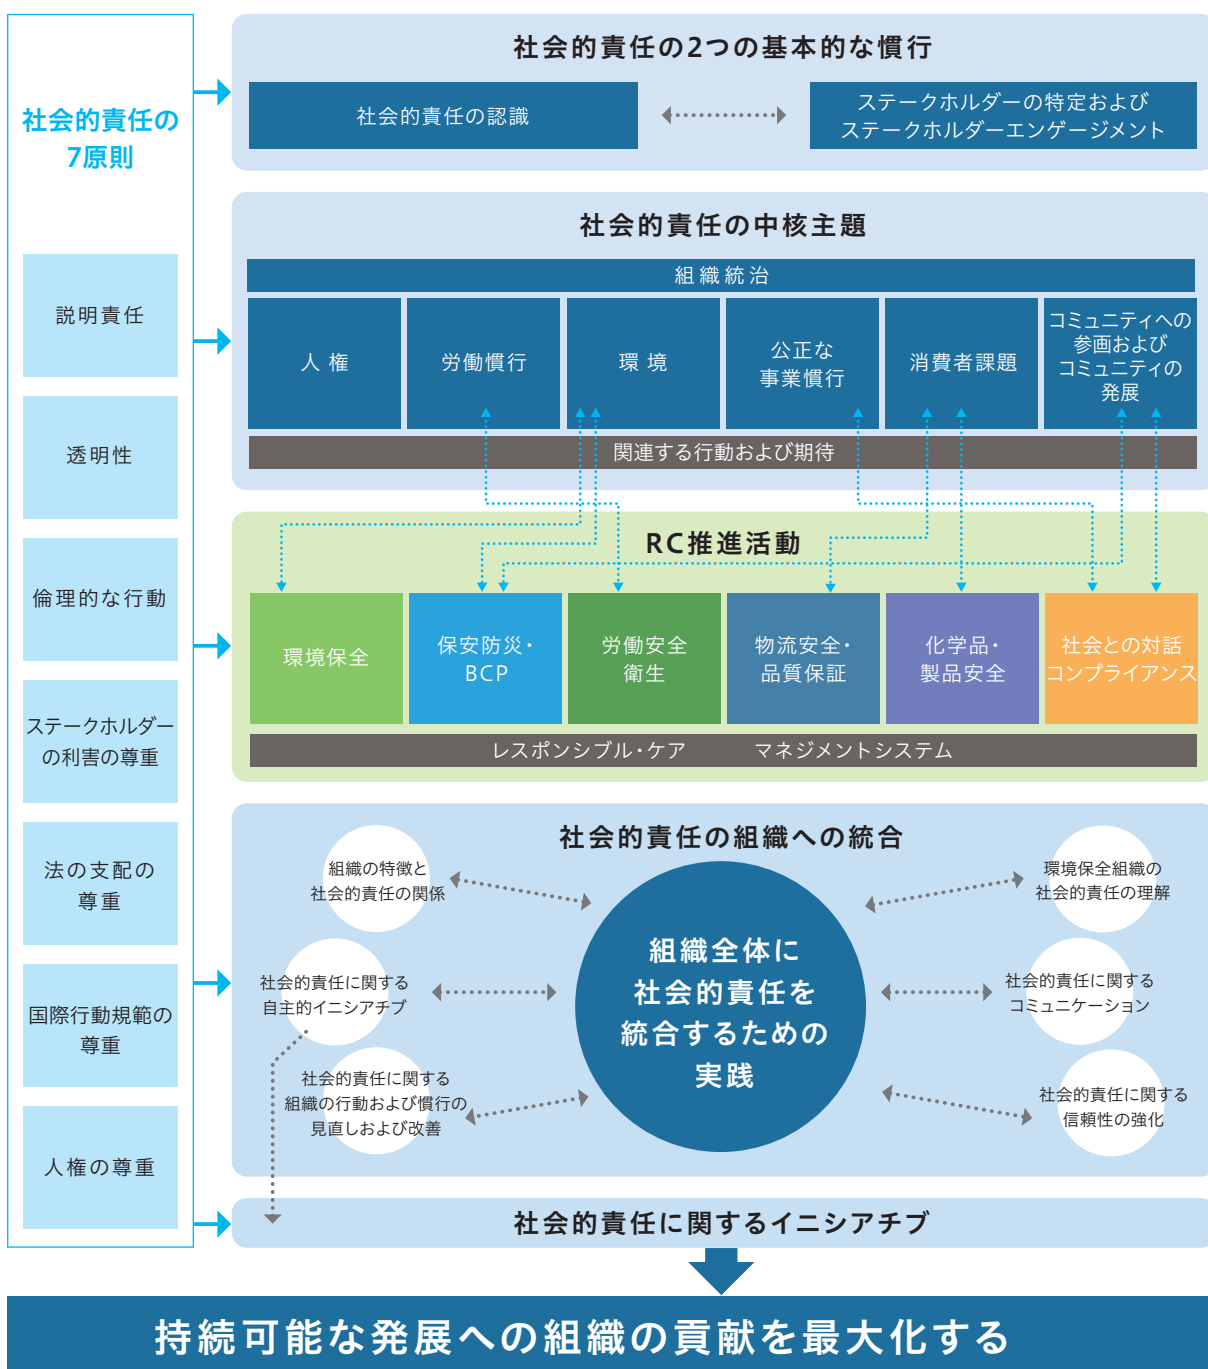 社会的責任の
7原則
説明責任
透明性
倫理的な行動
ステークホルダー
の利害の尊重
法の支配の
尊重
国際行動規範の
尊重
人権の尊重
社会的責任の2つの基本的な慣行
社会的責任の認識
ステークホルダーの特定および
ステークホルダーエンゲージメント
社会的責任の中核主題
組織統治
人権
労働慣行
環境
公正な
事業慣行
消費者課題
コミュニティへの
参画および
コミュニティの
発展
関連する行動および期待
RC推進活動
環境保全
保安防災・
BCP
労働安全
衛生
物流安全・
品質保証
化学品・
製品安全
社会との対話
コンプライアンス
レスポンシブル・ケア マネジメントシステム
社会的責任の組織への統合
組織の特徴と
社会的責任の関係
社会的責任に関する
自主的イニシアチブ
社会的責任に関する
組織の行動および慣行の
見直しおよび改善
組織全体に
社会的責任を
統合するための
実践
環境保全組織の
社会的責任の理解
社会的責任に関する
コミュニケーション
社会的責任に関する
信頼性の強化
社会的責任に関するイニシアチブ
持続可能な発展への組織の貢献を最大化する